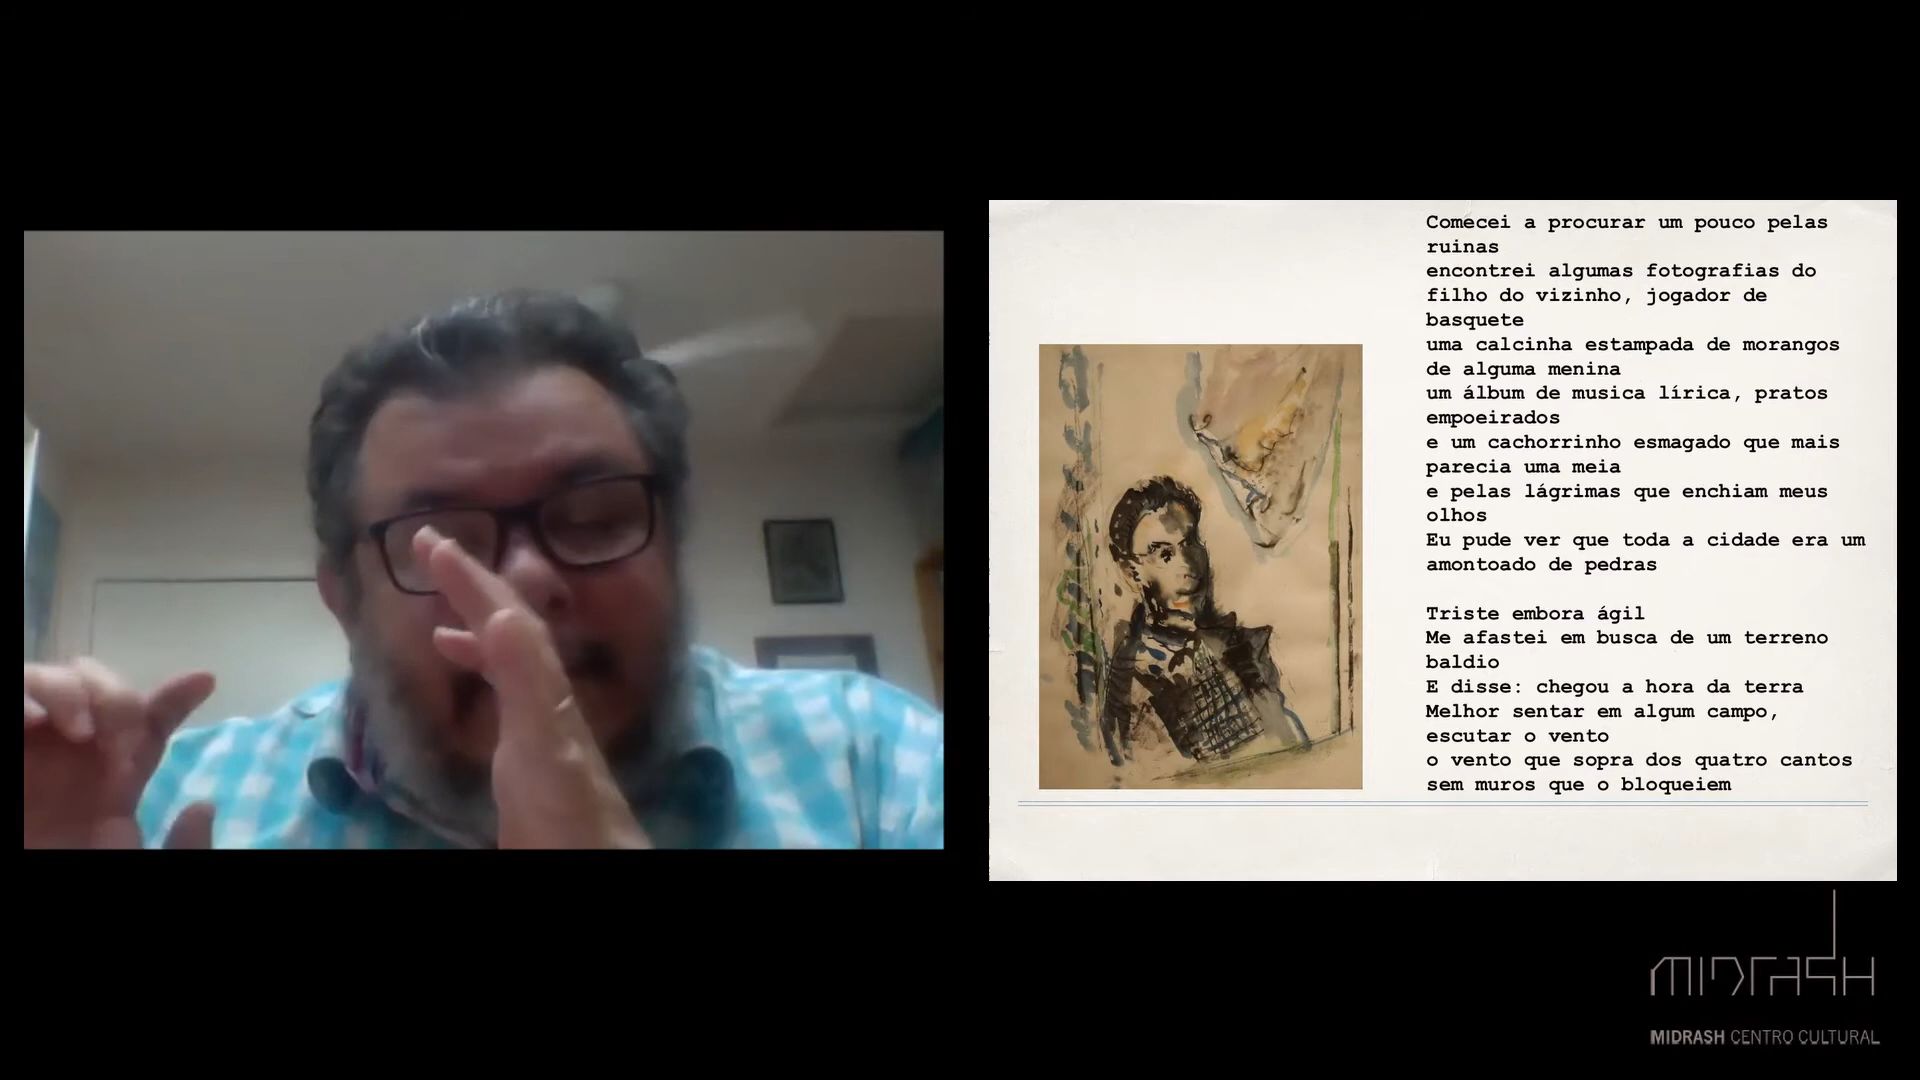 Comecei a procurar um pouco pelas
ruinas
encontrei algumas fotografias do
filho do vizinho, jogador de
basquete
uma calcinha estampada de morangos
de alguma menina
um álbum de musica lírica, pratos
empoeirados
e um cachorrinho esmagado que mais
parecia uma meia
e pelas lágrimas que enchiam meus
olhos
Eu pude ver que toda a cidade era um
amontoado de pedras
Triste embora ágil
Me afastei em busca de um terreno
baldio
E disse: chegou a hora da terra
Melhor sentar em algum campo,
escutar o vento
o vento que sopra dos quatro cantos
sem muros que o bloqueiem
MIDRASH
MIDRASH CENTRO CULTURAL